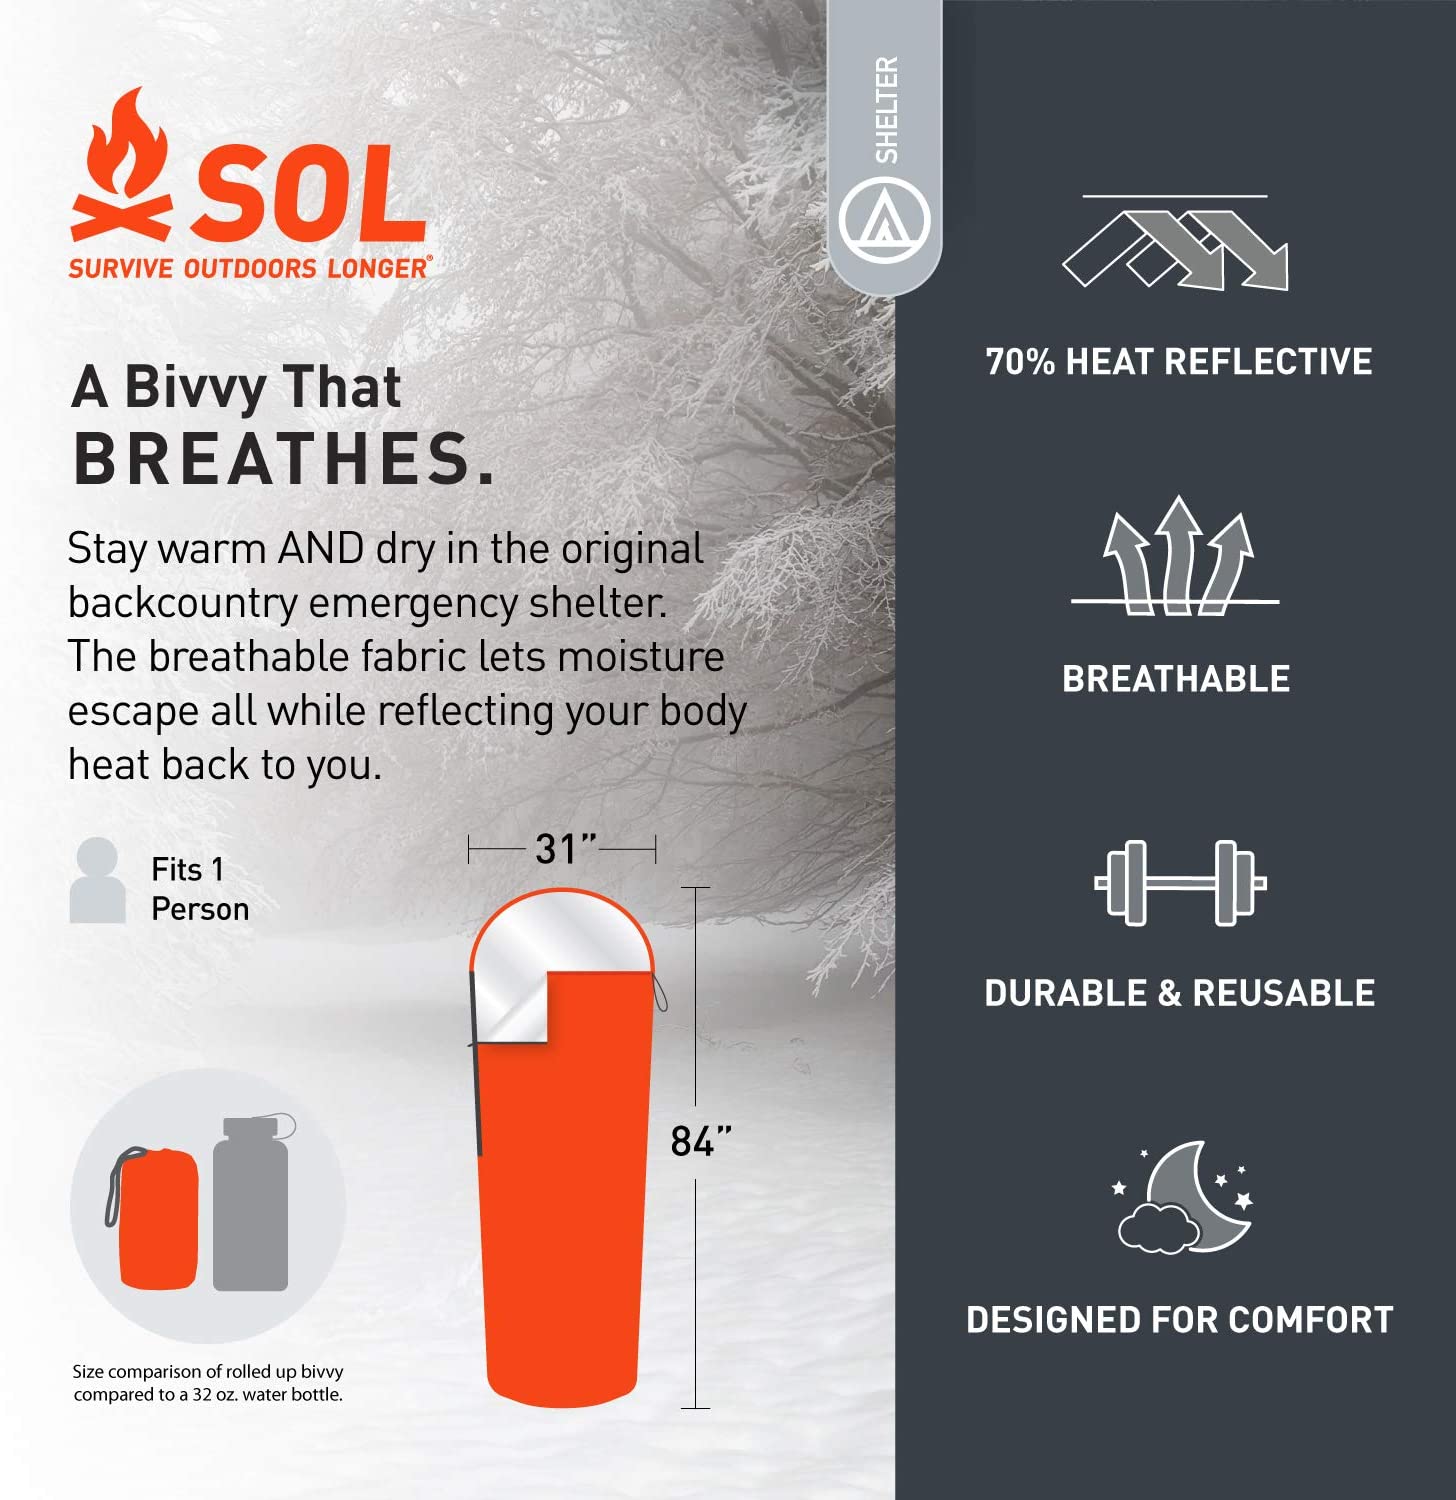 SOL
SURVIVE OUTDOORS LONGER®
A Bivvy That
BREATHES.
Stay warm AND dry in the original
backcountry emergency shelter.
The breathable fabric lets moisture
escape all while reflecting your body
heat back to you.
Fits 1
Person
31”
84”
Size comparison of rolled up bivvy
compared to a 32 oz. water bottle.
SHELTER
70% HEAT REFLECTIVE
BREATHABLE
DURABLE & REUSABLE
DESIGNED FOR COMFORT